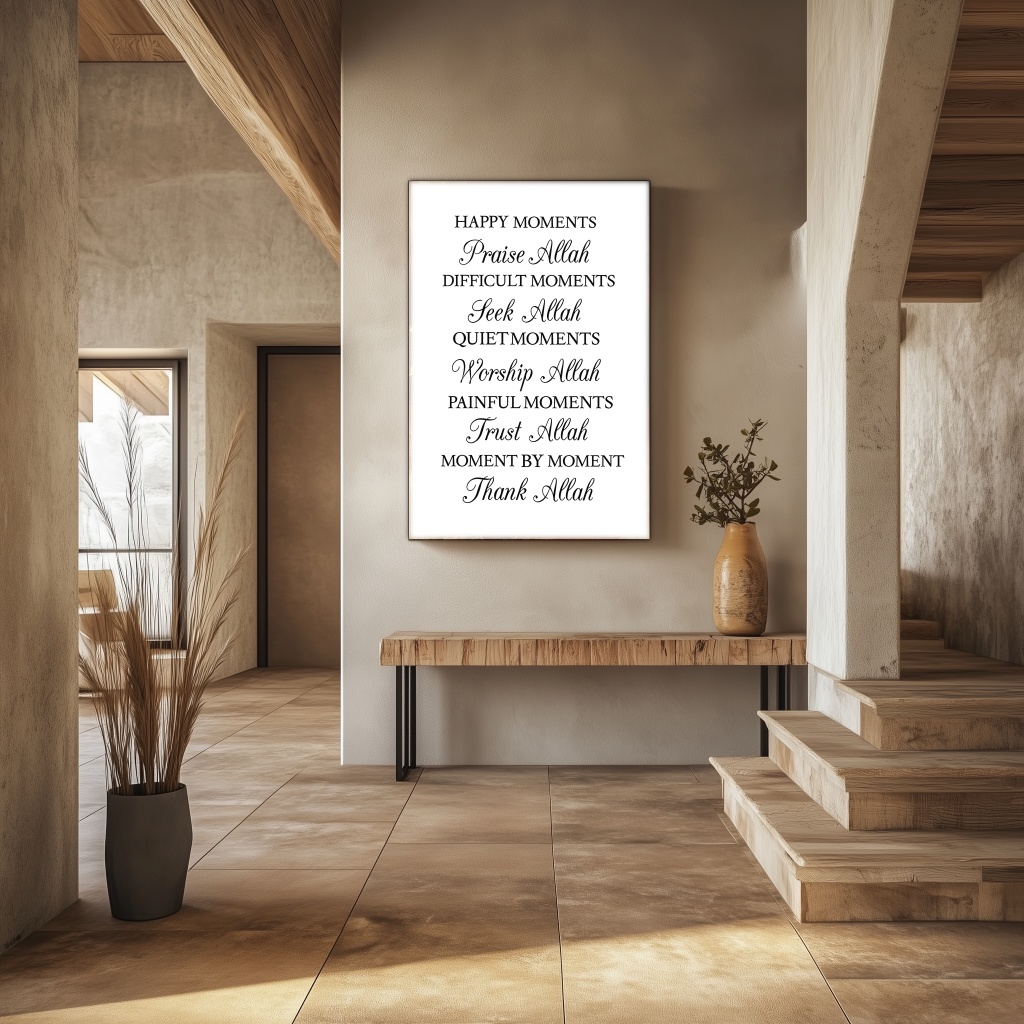 HAPPY MOMENTS
Praise Allah
DIFFICULT MOMENTS
Seek Allah
QUIET MOMENTS
Worship Allah
PAINFUL MOMENTS
Trust Allah
MOMENT BY MOMENT
Thank Allah